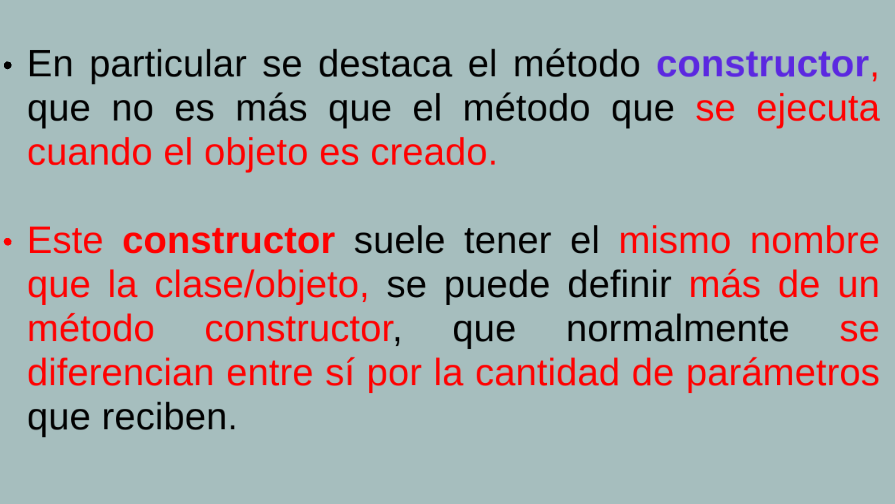 • En particular se destaca el método constructor,
que no es más que el método que se ejecuta
cuando el objeto es creado.
• Este constructor suele tener el mismo nombre
que la clase/objeto, se puede definir más de un
método constructor, que normalmente se
diferencian entre sí por la cantidad de parámetros
que reciben.